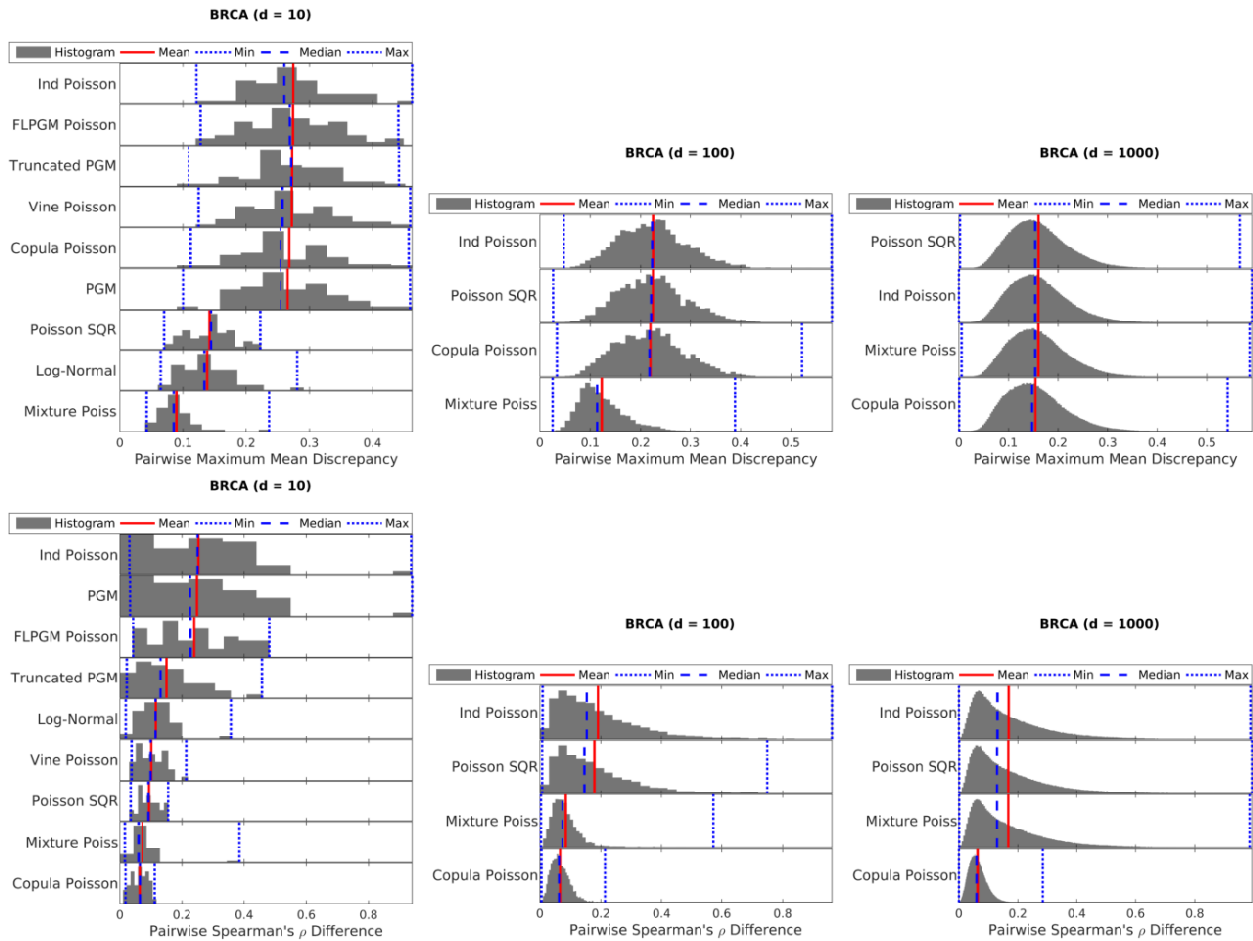 BRCA (d = 10)
Histogram Mean Min Median Max
Ind Poisson
FLPGM Poisson
Truncated PGM
Vine Poisson
Copula Poisson
PGM
Poisson SQR
Log-Normal
Mixture Poiss
0 0.1 0.2 0.3 0.4
Pairwise Maximum Mean Discrepancy
BRCA (d = 100)
Histogram Mean Min Median Max
Ind Poisson
Poisson SQR
Copula Poisson
Mixture Poiss
0 0.1 0.2 0.3 0.4 0.5
Pairwise Maximum Mean Discrepancy
BRCA (d = 1000)
Histogram Mean Min Median Max
Poisson SQR
Ind Poisson
Mixture Poiss
Copula Poisson
0 0.1 0.2 0.3 0.4 0.5
Pairwise Maximum Mean Discrepancy
BRCA (d = 10)
Histogram Mean Min Median Max
Ind Poisson
PGM
FLPGM Poisson
Truncated PGM
Log-Normal
Vine Poisson
Poisson SQR
Mixture Poiss
Copula Poisson
0 0.2 0.4 0.6 0.8
Pairwise Spearman's ρ Difference
BRCA (d = 100)
Histogram Mean Min Median Max
Ind Poisson
Poisson SQR
Mixture Poiss
Copula Poisson
0 0.2 0.4 0.6 0.8
Pairwise Spearman's ρ Difference
BRCA (d = 1000)
Histogram Mean Min Median Max
Ind Poisson
Poisson SQR
Mixture Poiss
Copula Poisson
0 0.2 0.4 0.6 0.8
Pairwise Spearman's ρ Difference